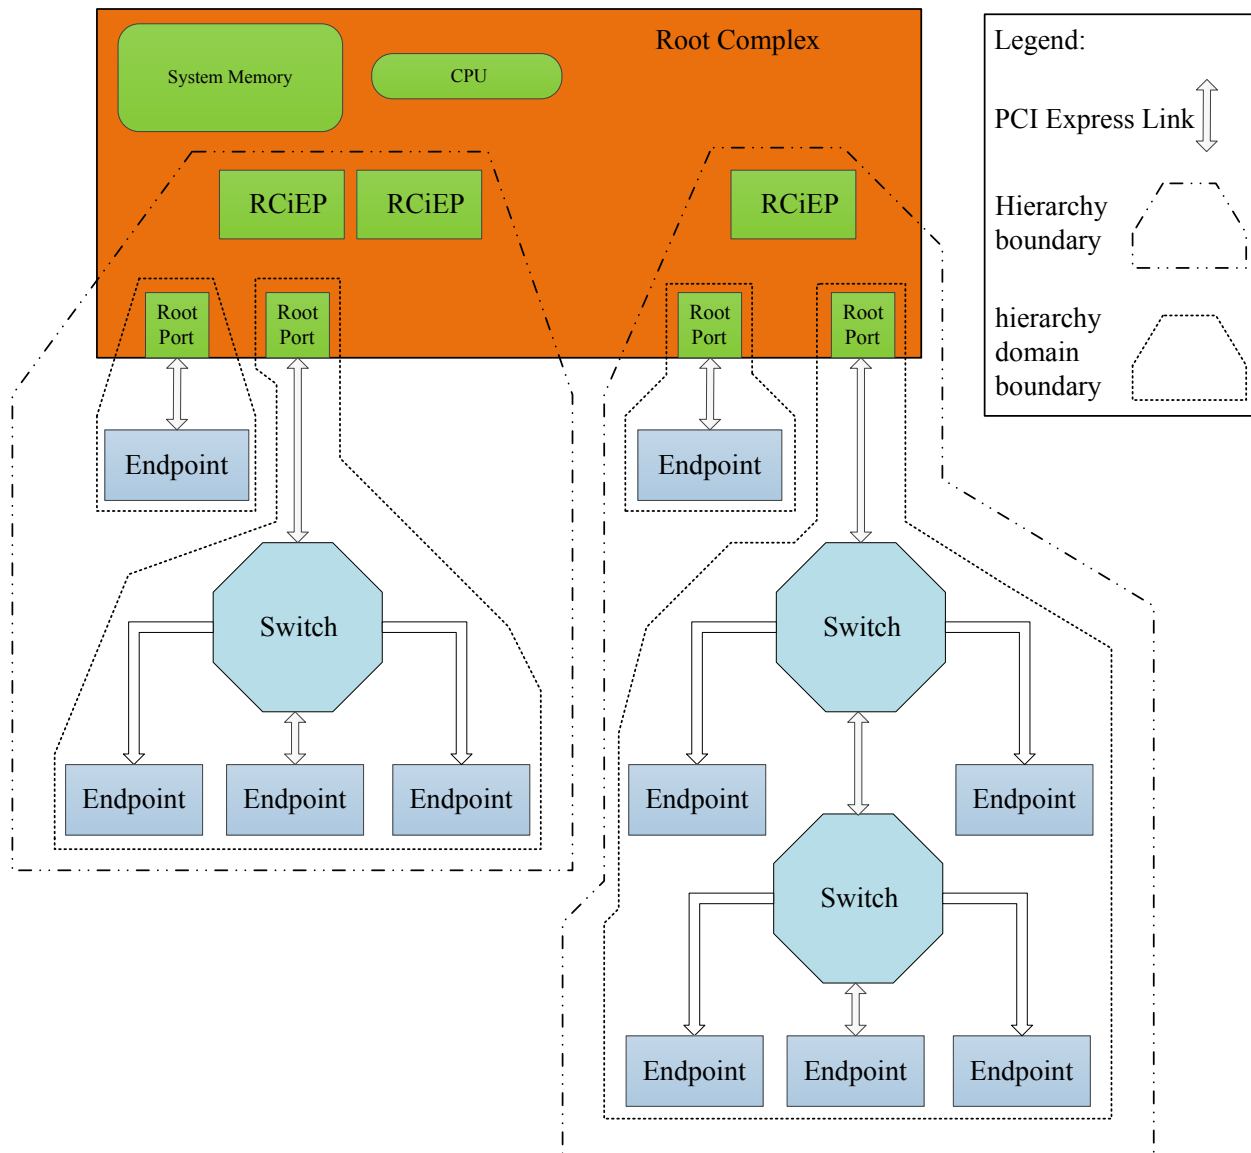 Root Complex
System Memory
CPU
RCiEP
RCiEP
RCiEP
Root
Port
Root
Port
Root
Port
Root
Port
Endpoint
Endpoint
Switch
Switch
Endpoint
Endpoint
Endpoint
Endpoint
Endpoint
Switch
Endpoint
Endpoint
Endpoint
Legend:
PCI Express Link
Hierarchy
boundary
hierarchy
domain
boundary